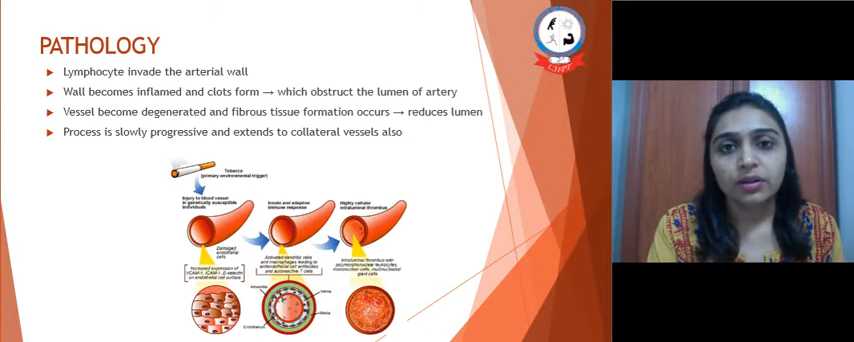 PATHOLOGY
Lymphocyte invade the arterial wall
Wall becomes inflamed and clots form → which obstruct the lumen of artery
Vessel become degenerated and fibrous tissue formation occurs → reduces lumen
Process is slowly progressive and extends to collateral vessels also
Tobacco
(primary environmental trigger)
Injury to blood vessel
in genetically susceptible
individuals
Innate and adaptive
immune response
Highly cellular
intraluminal thrombus
Damaged
endothelial
cells
Increased expression of
VCAM-1, ICAM-1, E-selectin
on endothelial cell surface
Activated dendritic cells
and macrophages leading to
antiendothelial cell antibodies
and autoreactive T cells
Intraluminal thrombus with
polymorphonuclear leukocytes,
mononuclear cells, multinucleated
giant cells
Adventitia
Intima
Media
Endothelium